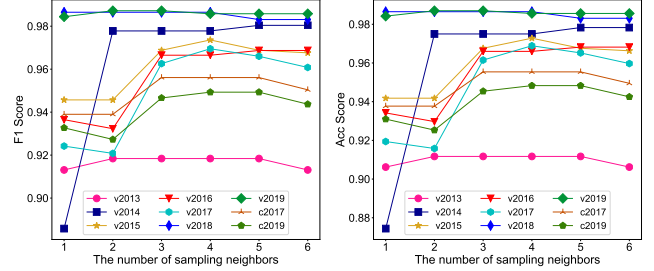 F1 Score
0.98
0.96
0.94
0.92
0.90
v2013 v2016 v2019
v2014 v2017 c2017
v2015 v2018 c2019
1 2 3 4 5 6
The number of sampling neighbors
Acc Score
0.98
0.96
0.94
0.92
0.90
0.88
v2013 v2016 v2019
v2014 v2017 c2017
v2015 v2018 c2019
1 2 3 4 5 6
The number of sampling neighbors